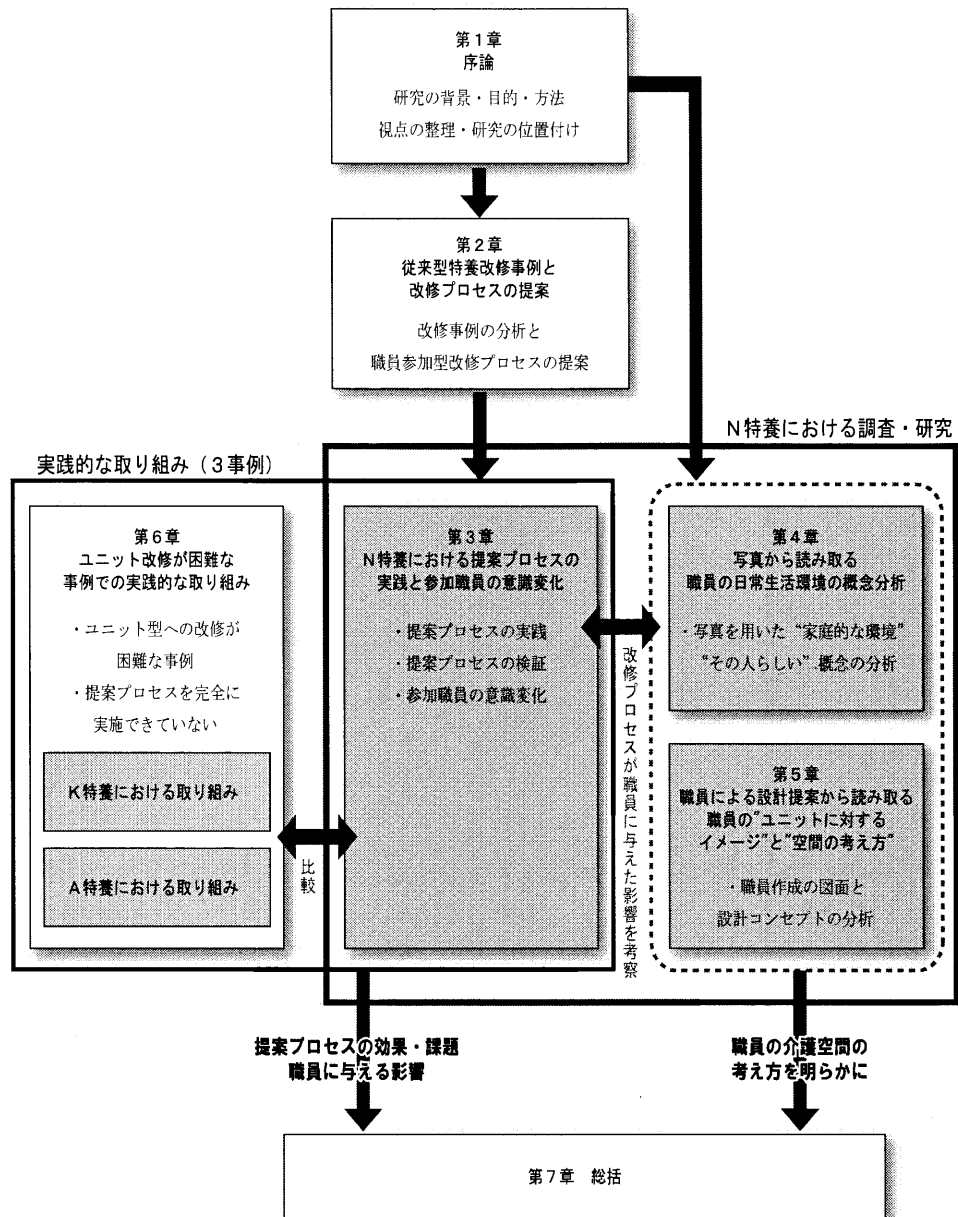 第1章
序論
研究の背景・目的・方法
視点の整理・研究の位置付け
第2章
従来型特養改修事例と
改修プロセスの提案
改修事例の分析と
職員参加型改修プロセスの提案
N特養における調査・研究
実践的な取り組み（3事例）
第6章
ユニット改修が困難な
事例での実践的な取り組み
・ユニット型への改修が
困難な事例
・提案プロセスを完全に
実施できていない
K特養における取り組み
A特養における取り組み
比較
第3章
N特養における提案プロセスの
実践と参加職員の意識変化
・提案プロセスの実践
・提案プロセスの検証
・参加職員の意識変化
改修プロセスが職員に与えた影響を考察
第4章
写真から読み取る
職員の日常生活環境の概念分析
・写真を用いた“家庭的な環境”
“その人らしい”概念の分析
第5章
職員による設計提案から読み取る
職員の”ユニットに対する
イメージ”と”空間の考え方”
・職員作成の図面と
設計コンセプトの分析
提案プロセスの効果・課題
職員に与える影響
職員の介護空間の
考え方を明らかに
第7章 総括